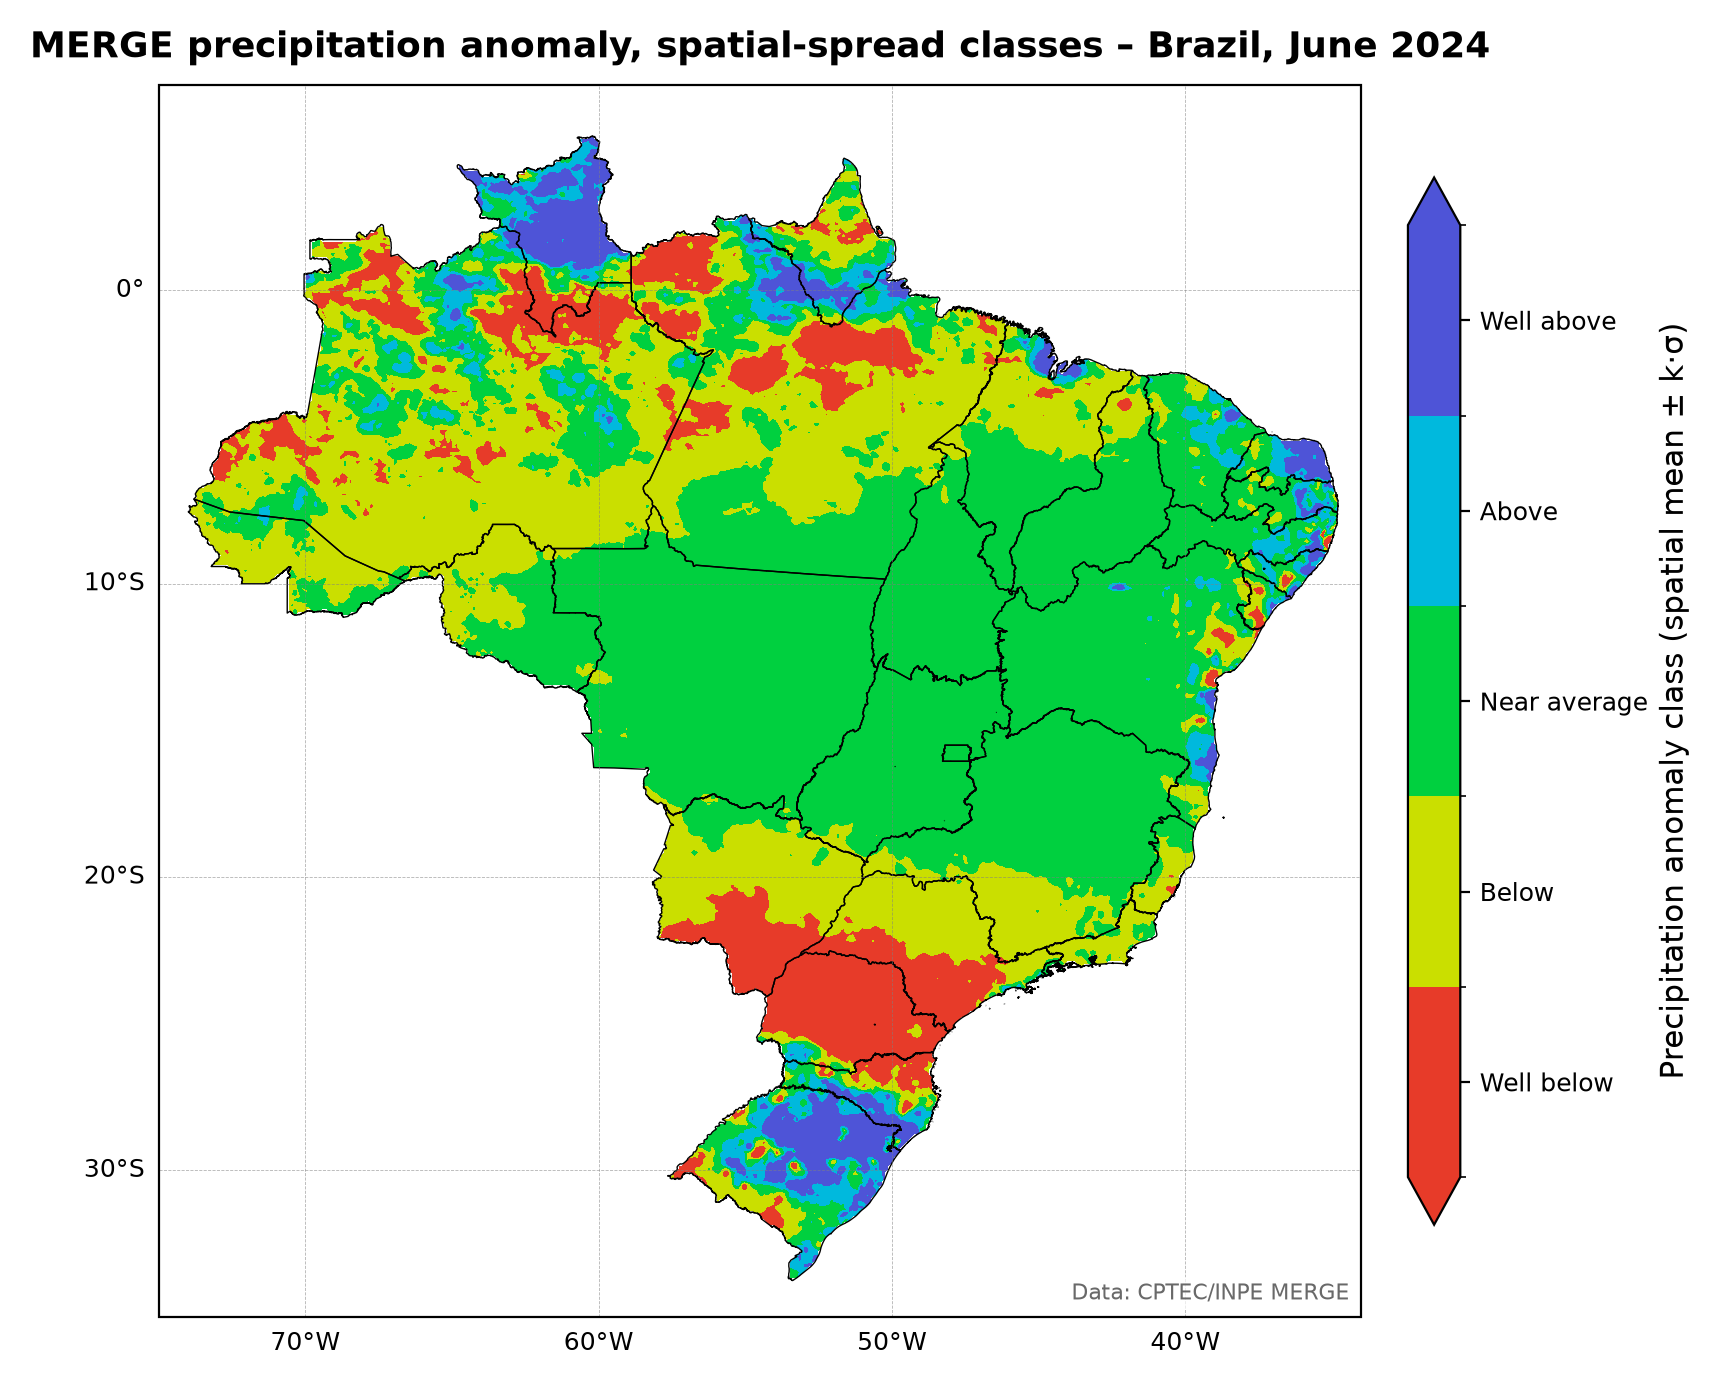 MERGE precipitation anomaly, spatial-spread classes – Brazil, June 2024
0°
10°S
20°S
30°S
70°W
60°W
50°W
40°W
Data: CPTEC/INPE MERGE
Well above
Above
Near average
Below
Well below
Precipitation anomaly class (spatial mean ± k·σ)